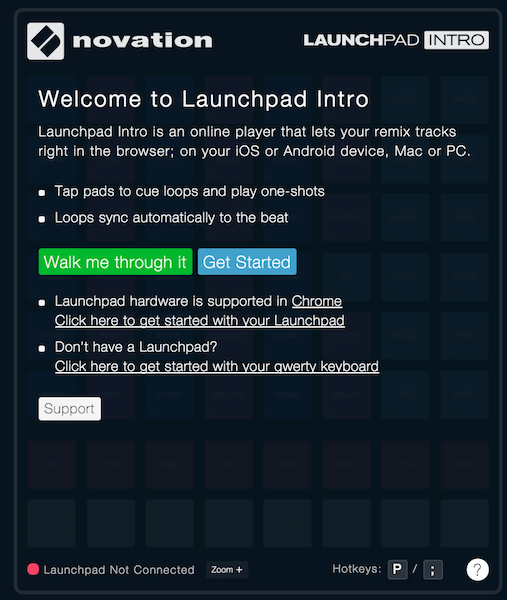 novation
LAUNCHPAD INTRO
Welcome to Launchpad Intro
Launchpad Intro is an online player that lets your remix tracks
right in the browser; on your iOS or Android device, Mac or PC.
Tap pads to cue loops and play one-shots
Loops sync automatically to the beat
Walk me through it Get Started
Launchpad hardware is supported in Chrome
Click here to get started with your Launchpad
Don't have a Launchpad?
Click here to get started with your qwerty keyboard
Support
Launchpad Not Connected Zoom + Hotkeys: P / ; ?